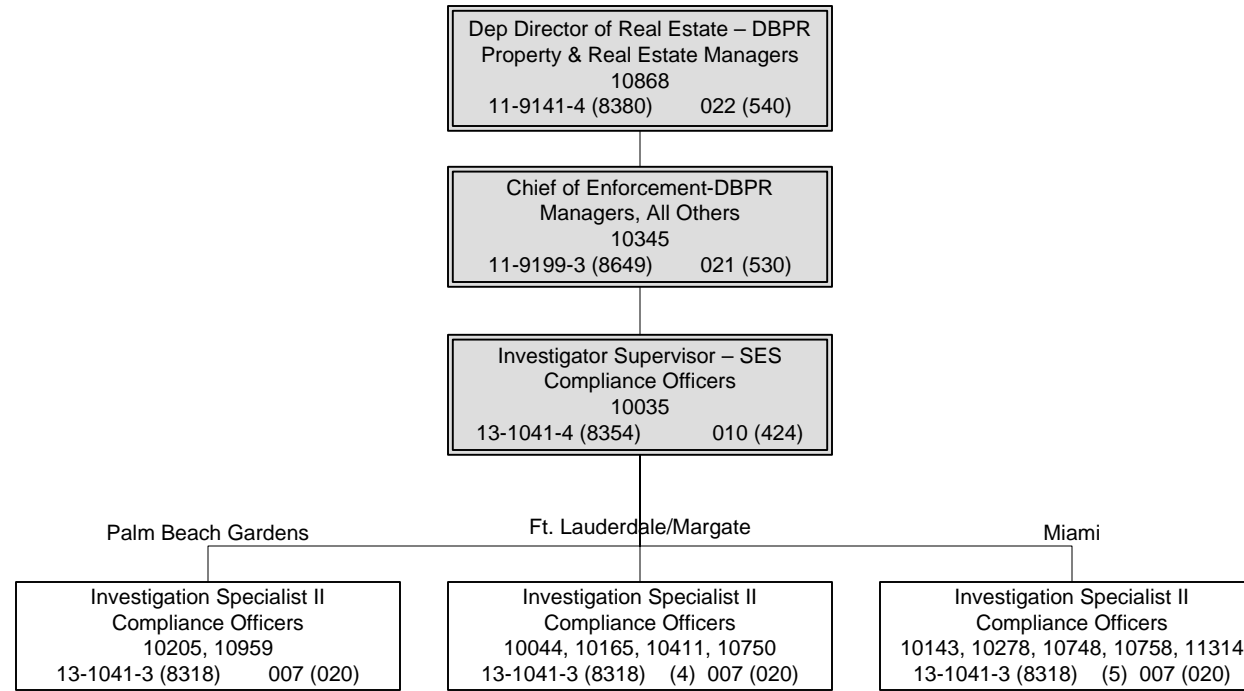 Dep Director of Real Estate – DBPR
Property & Real Estate Managers
10868
11-9141-4 (8380) 022 (540)
Chief of Enforcement-DBPR
Managers, All Others
10345
11-9199-3 (8649) 021 (530)
Investigator Supervisor – SES
Compliance Officers
10035
13-1041-4 (8354) 010 (424)
Palm Beach Gardens
Ft. Lauderdale/Margate
Miami
Investigation Specialist II
Compliance Officers
10205, 10959
13-1041-3 (8318) 007 (020)
Investigation Specialist II
Compliance Officers
10044, 10165, 10411, 10750
13-1041-3 (8318) (4) 007 (020)
Investigation Specialist II
Compliance Officers
10143, 10278, 10748, 10758, 11314
13-1041-3 (8318) (5) 007 (020)